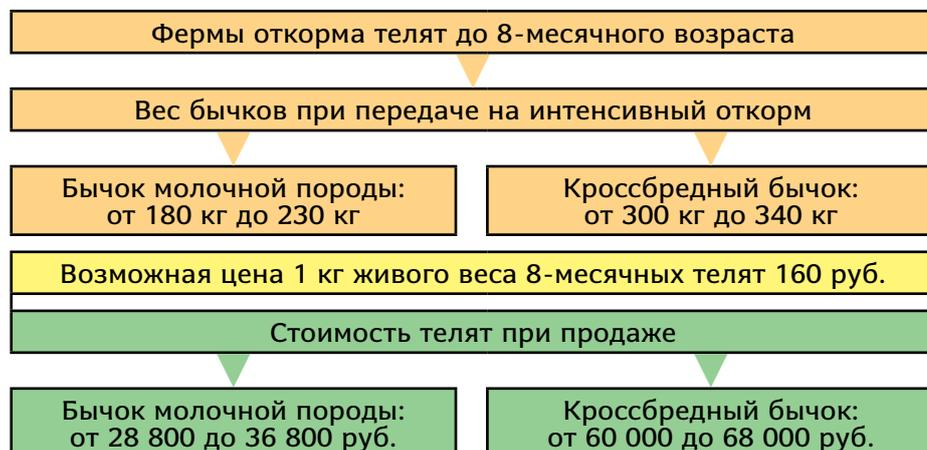 Фермы откорма телят до 8-месячного возраста
Вес бычков при передаче на интенсивный откорм
Бычок молочной породы:
от 180 кг до 230 кг
Кроссбредный бычок:
от 300 кг до 340 кг
Возможная цена 1 кг живого веса 8-месячных телят 160 руб.
Стоимость телят при продаже
Бычок молочной породы:
от 28 800 до 36 800 руб.
Кроссбредный бычок:
от 60 000 до 68 000 руб.